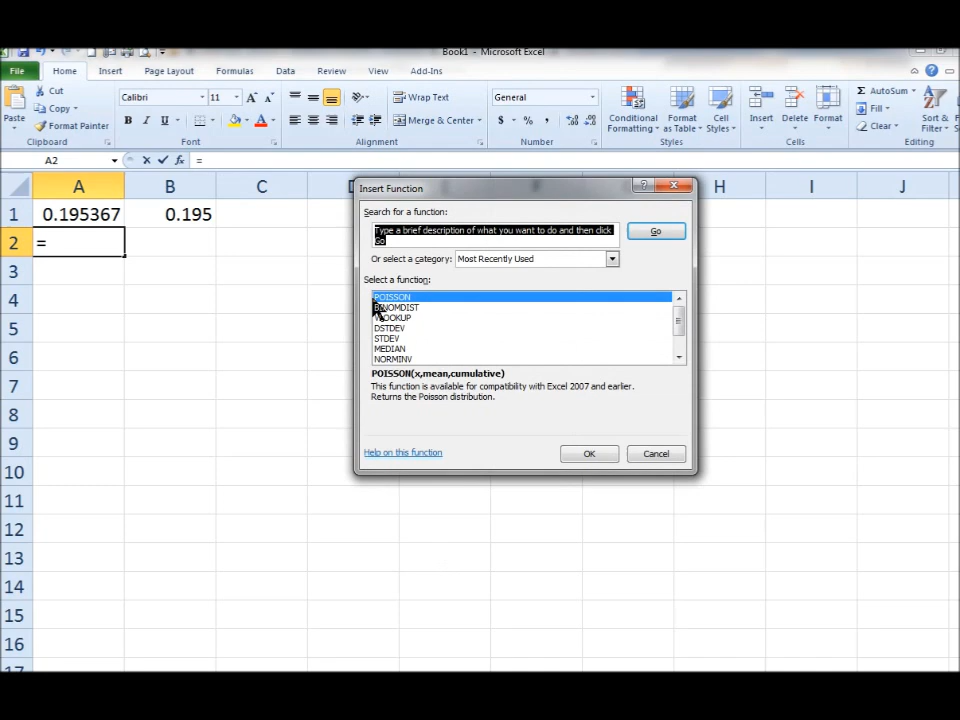 Book1 - Microsoft Excel
File Home Insert Page Layout Formulas Data Review View Add-Ins
Cut Calibri 11 Wrap Text General AutoSum
Copy Fill
Paste Format Painter B I U Merge & Center $ % , Conditional Formatting Format as Table Cell Styles Insert Delete Format Clear Sort & Filter
Clipboard Font Alignment Number Styles Cells Editing
A2 fx =
A B C D F H I J
1 0.195367 0.195
2 =
3
4
5
6
7
8
9
10
11
12
13
14
15
16
17
Insert Function
Search for a function:
Type a brief description of what you want to do and then click
Go
Go
Or select a category: Most Recently Used
Select a function:
POISSON
BINOMDIST
VLOOKUP
DSTDEV
STDEV
MEDIAN
NORMINV
POISSON(x,mean,cumulative)
This function is available for compatibility with Excel 2007 and earlier.
Returns the Poisson distribution.
Help on this function OK Cancel